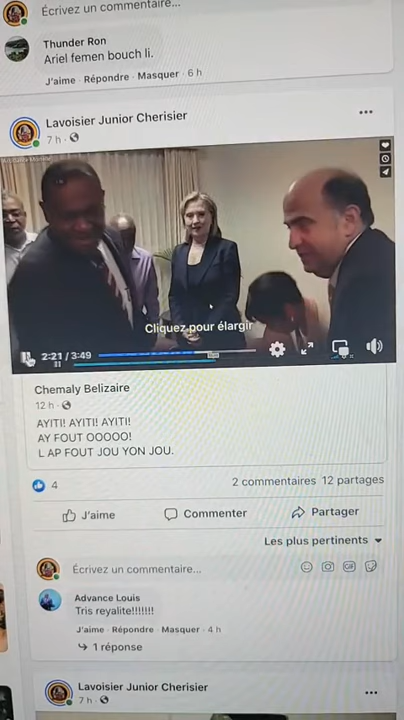 Écrivez un commentaire...
Thunder Ron
Ariel femen bouch li.
J'aime · Répondre · Masquer · 6 h
Lavoisier Junior Cherisier
7 h
Cliquez pour élargir
2:21 / 3:49
Chemaly Belizaire
12 h
AYITI! AYITI! AYITI!
AY FOUT OOOOO!
L AP FOUT JOU YON JOU.
4
2 commentaires 12 partages
J'aime
Commenter
Partager
Les plus pertinents
Écrivez un commentaire...
GIF
Advance Louis
Tris reyalite!!!!!!!
J'aime · Répondre · Masquer · 4 h
1 réponse
Lavoisier Junior Cherisier
7 h